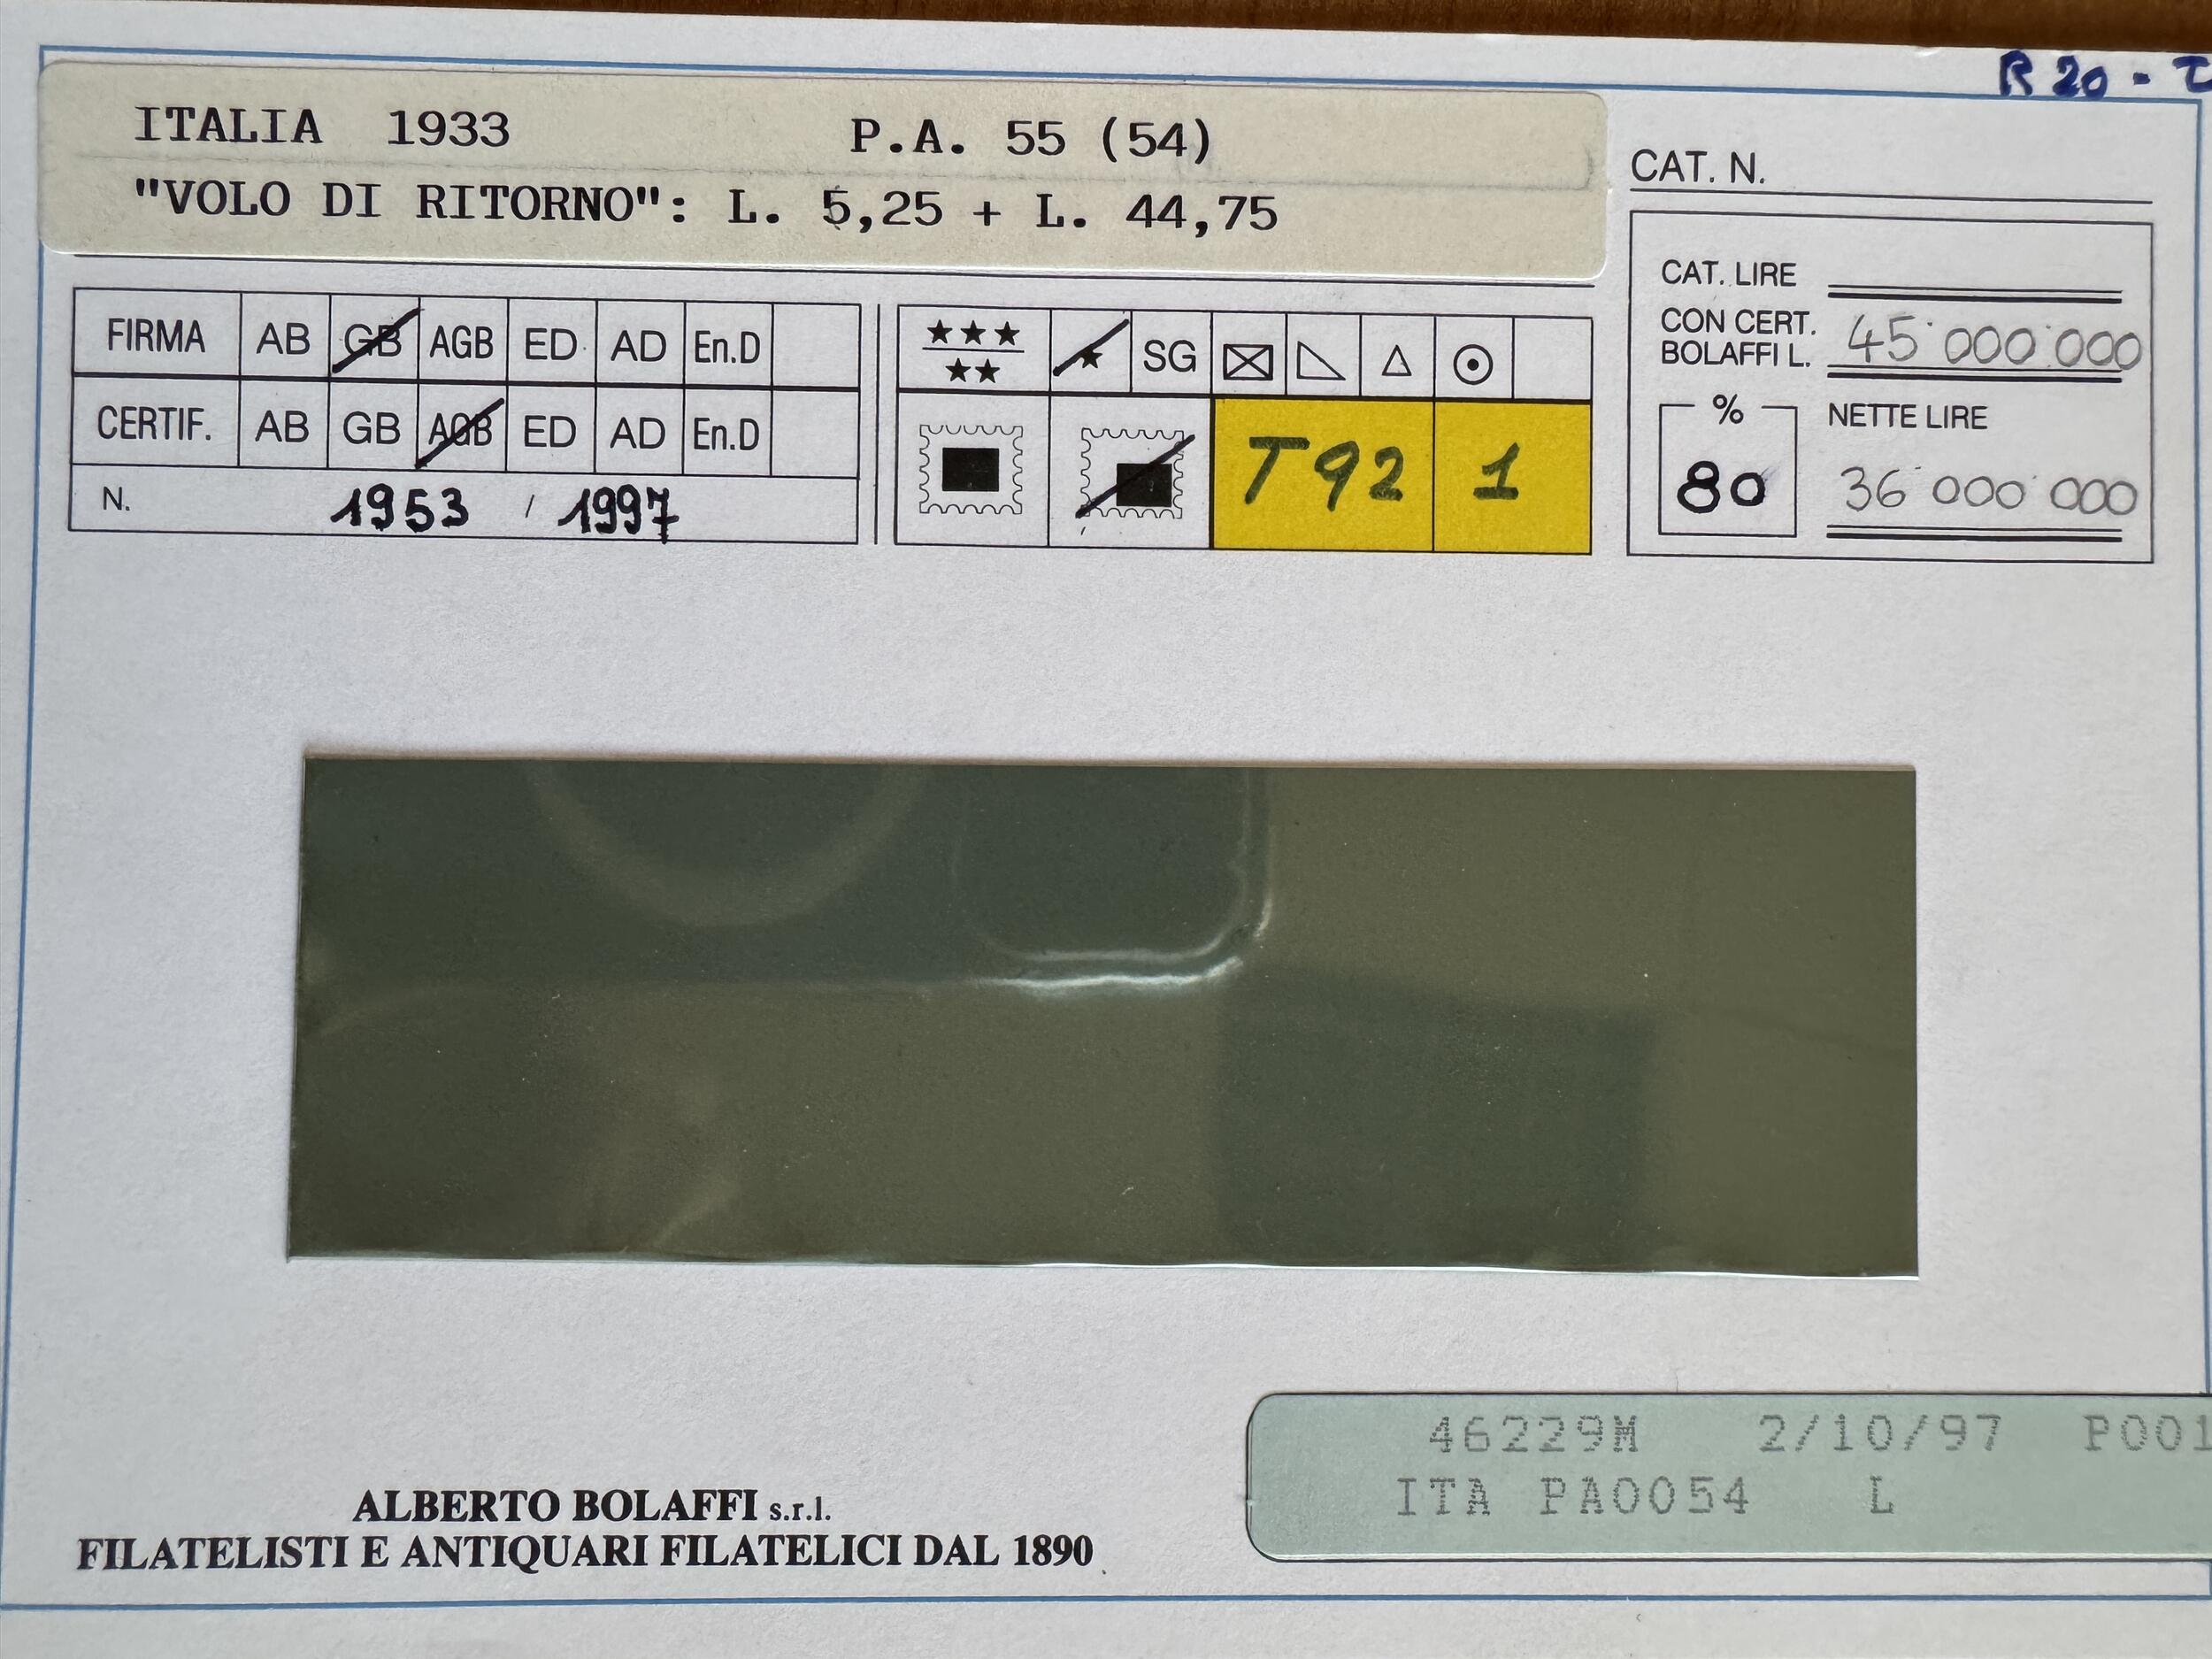 R 20 -
ITALIA 1933 P.A. 55 (54)
"VOLO DI RITORNO": L. 5,25 + L. 44,75
CAT. N.
FIRMA AB GB AGB ED AD En.D
CERTIF. AB GB AGB ED AD En.D
N. 1953 / 1997
★★★ ★ SG
★★
T92 1
CAT. LIRE
CON CERT.
BOLAFFI L. 45'000'000
% NETTE LIRE
80 36'000'000
46229M 2/10/97 P001
ITA PA0054 L
ALBERTO BOLAFFI s.r.l.
FILATELISTI E ANTIQUARI FILATELICI DAL 1890